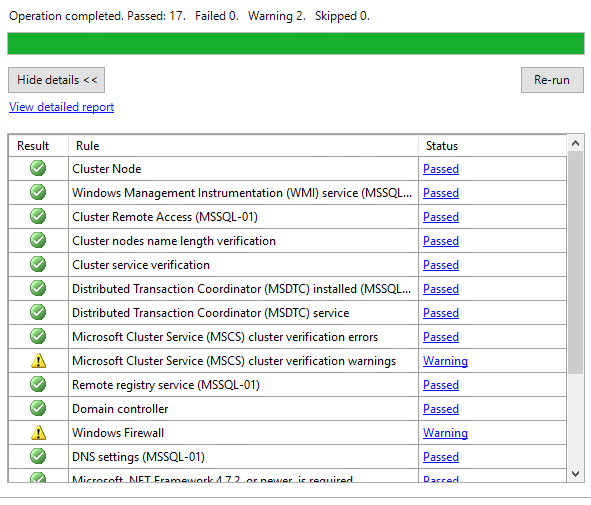 Operation completed. Passed: 17. Failed 0. Warning 2. Skipped 0.
Hide details << Re-run
View detailed report
Result Rule Status
Cluster Node Passed
Windows Management Instrumentation (WMI) service (MSSQL... Passed
Cluster Remote Access (MSSQL-01) Passed
Cluster nodes name length verification Passed
Cluster service verification Passed
Distributed Transaction Coordinator (MSDTC) installed (MSSQL... Passed
Distributed Transaction Coordinator (MSDTC) service Passed
Microsoft Cluster Service (MSCS) cluster verification errors Passed
Microsoft Cluster Service (MSCS) cluster verification warnings Warning
Remote registry service (MSSQL-01) Passed
Domain controller Passed
Windows Firewall Warning
DNS settings (MSSQL-01) Passed
Microsoft .NET Framework 4.7.2, or newer, is required Passed